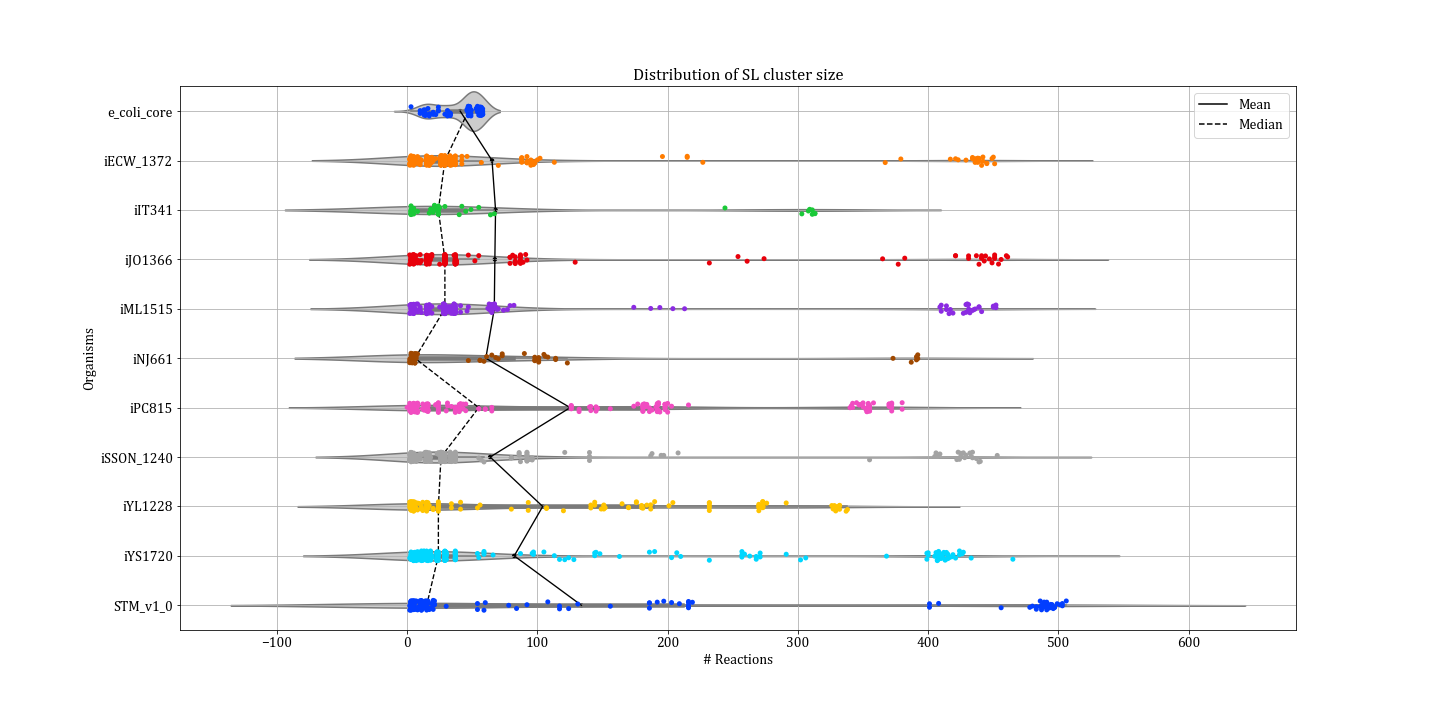 Distribution of SL cluster size
Mean
Median
e_coli_core
iECW_1372
iIT341
iJO1366
iML1515
iNJ661
iPC815
iSSON_1240
iYL1228
iYS1720
STM_v1_0
Organisms
−100
0
100
200
300
400
500
600
# Reactions